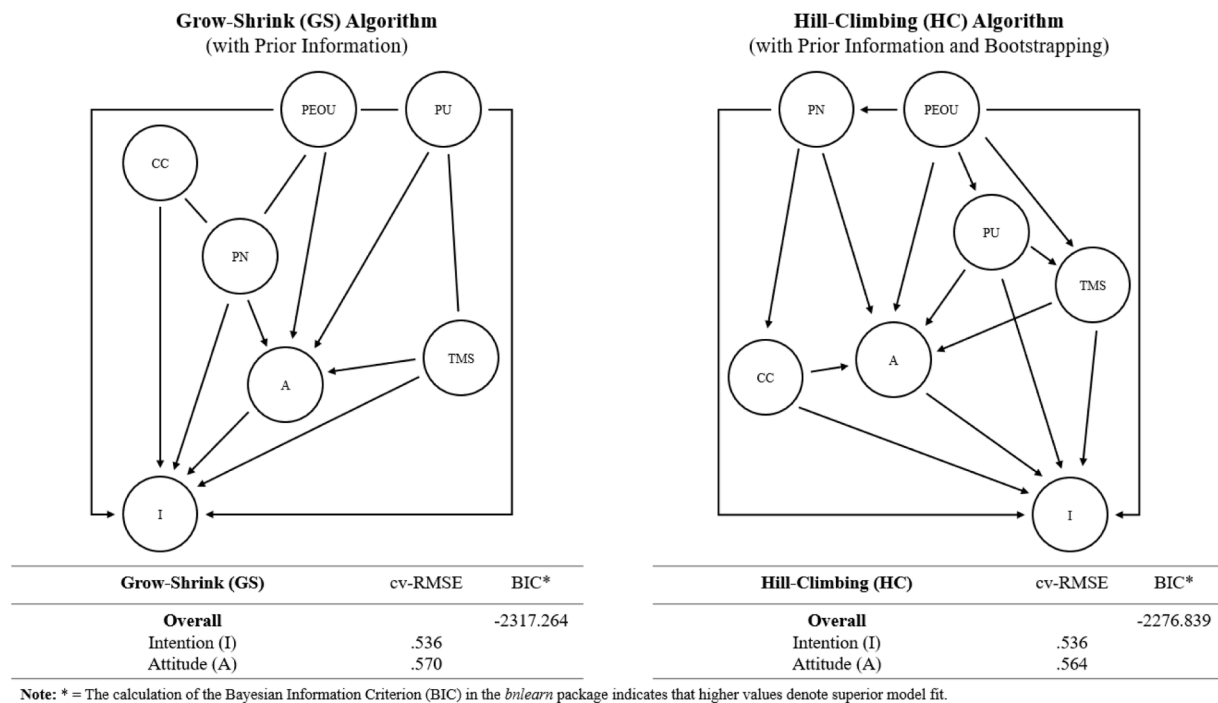 Grow-Shrink (GS) Algorithm
(with Prior Information)
PEOU
PU
CC
PN
TMS
A
I
Grow-Shrink (GS) cv-RMSE BIC*
Overall -2317.264
Intention (I) .536
Attitude (A) .570
Hill-Climbing (HC) Algorithm
(with Prior Information and Bootstrapping)
PN
PEOU
PU
TMS
A
CC
I
Hill-Climbing (HC) cv-RMSE BIC*
Overall -2276.839
Intention (I) .536
Attitude (A) .564
Note: * = The calculation of the Bayesian Information Criterion (BIC) in the bnlearn package indicates that higher values denote superior model fit.